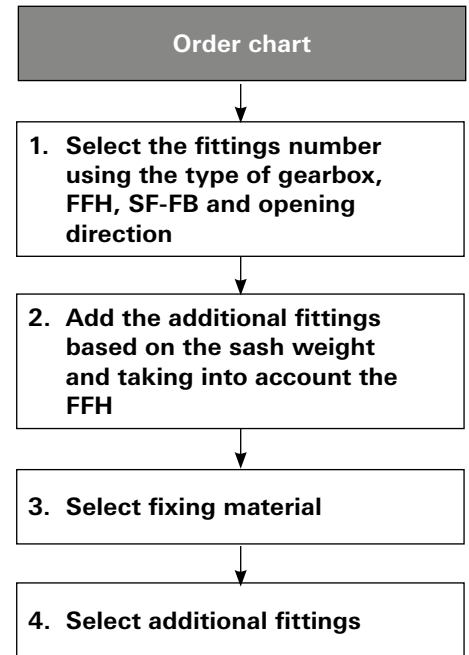 Order chart
1. Select the fittings number
using the type of gearbox,
FFH, SF-FB and opening
direction
2. Add the additional fittings
based on the sash weight
and taking into account the
FFH
3. Select fixing material
4. Select additional fittings